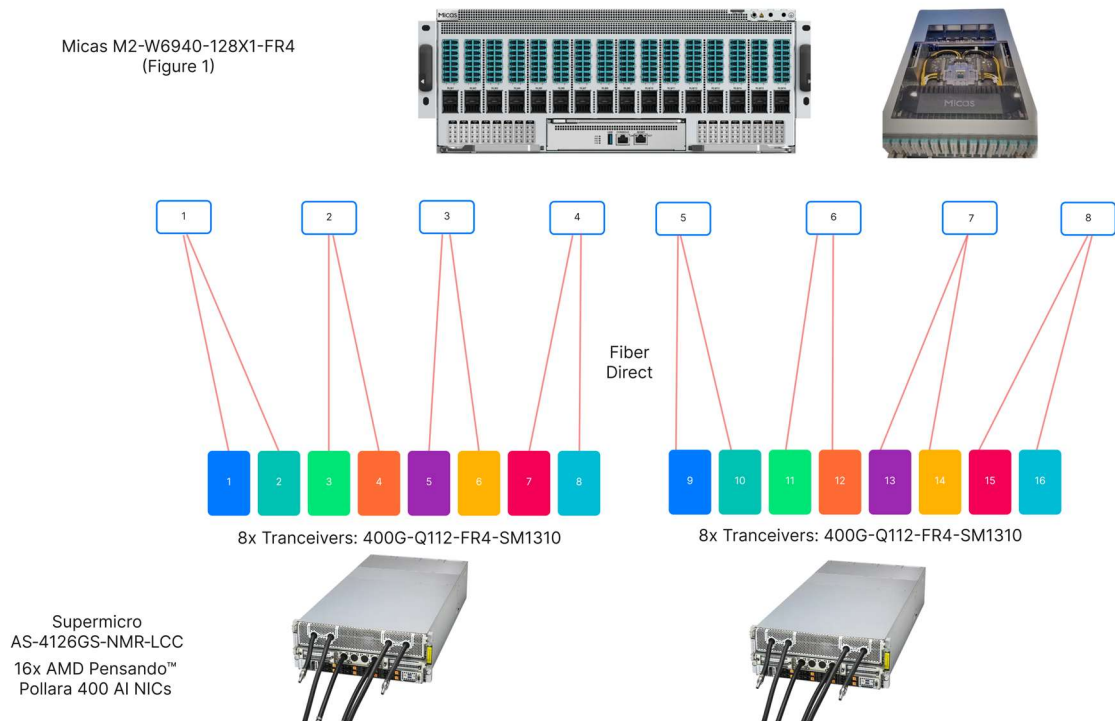 Micas M2-W6940-128X1-FR4
(Figure 1)
MICAS
MICAS
1
2
3
4
5
6
7
8
Fiber
Direct
1
2
3
4
5
6
7
8
9
10
11
12
13
14
15
16
8x Tranceivers: 400G-Q112-FR4-SM1310
8x Tranceivers: 400G-Q112-FR4-SM1310
Supermicro
AS-4126GS-NMR-LCC
16x AMD Pensando™
Pollara 400 AI NICs